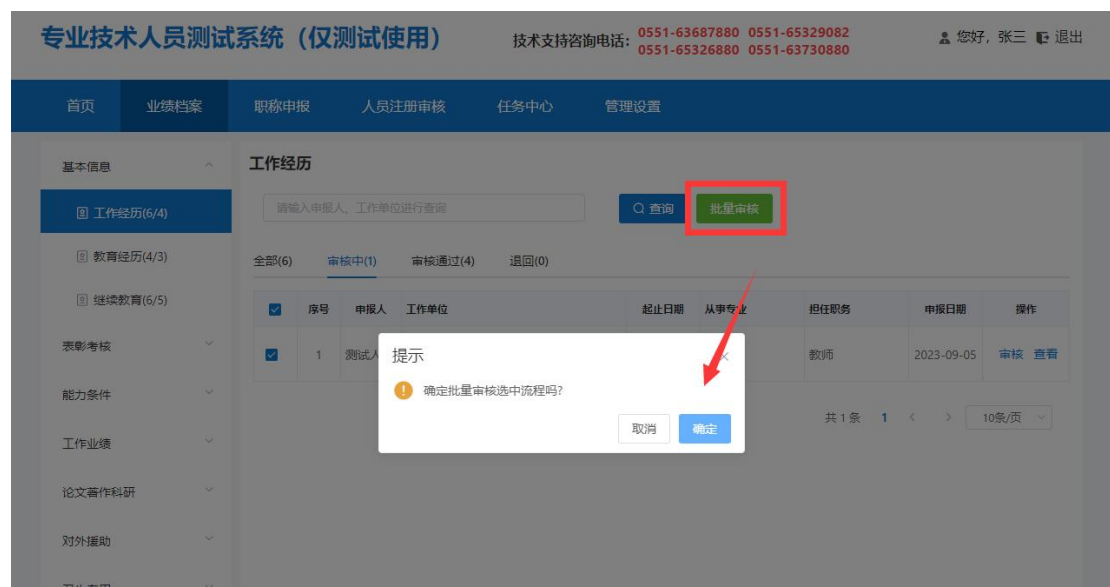 专业技术人员测试系统（仅测试使用）
技术支持咨询电话： 0551-63687880 0551-65329082
0551-65326880 0551-63730880
您好，张三 退出
首页 业绩档案 职称申报 人员注册审核 任务中心 管理设置
基本信息
工作经历(6/4)
教育经历(4/3)
继续教育(6/5)
表彰考核
能力条件
工作业绩
论文著作科研
对外援助
工作经历
请输入申报人、工作单位进行查询 查询 批量审核
全部(6) 审核中(1) 审核通过(4) 退回(0)
序号 申报人 工作单位 起止日期 从事专业 担任职务 申报日期 操作
1 测试人 教师 2023-09-05 审核 查看
提示
确定批量审核选中流程吗?
取消 确定
共 1 条 1 10条/页